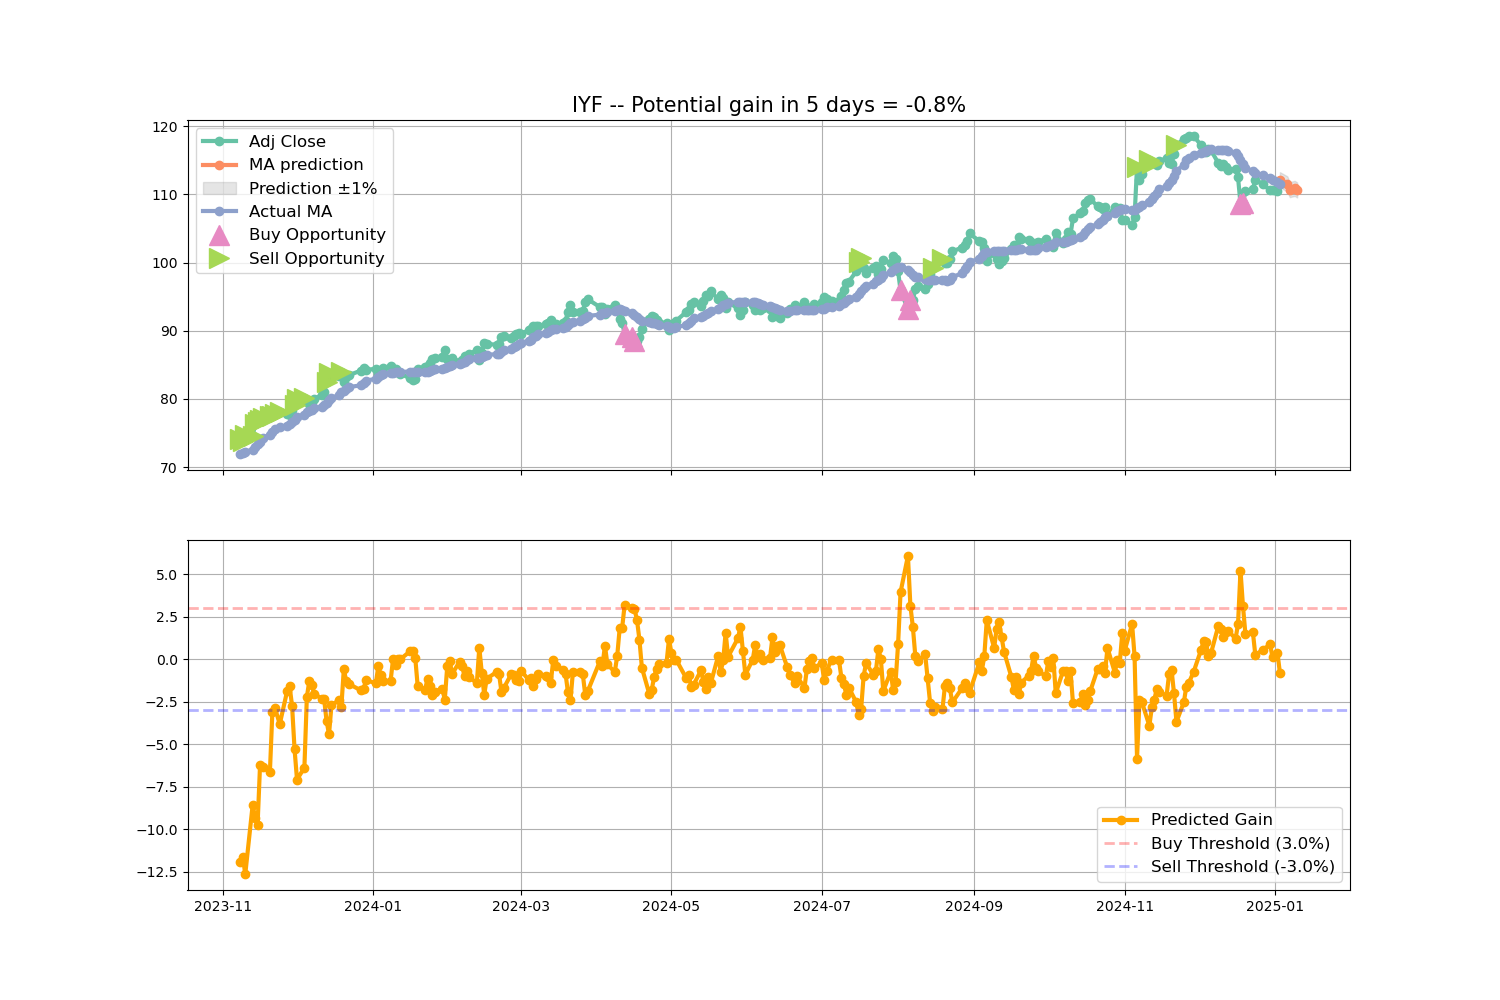 IYF -- Potential gain in 5 days = -0.8%
120
110
100
90
80
70
Adj Close
MA prediction
Prediction ±1%
Actual MA
Buy Opportunity
Sell Opportunity
5.0
2.5
0.0
−2.5
−5.0
−7.5
−10.0
−12.5
Predicted Gain
Buy Threshold (3.0%)
Sell Threshold (-3.0%)
2023-11
2024-01
2024-03
2024-05
2024-07
2024-09
2024-11
2025-01